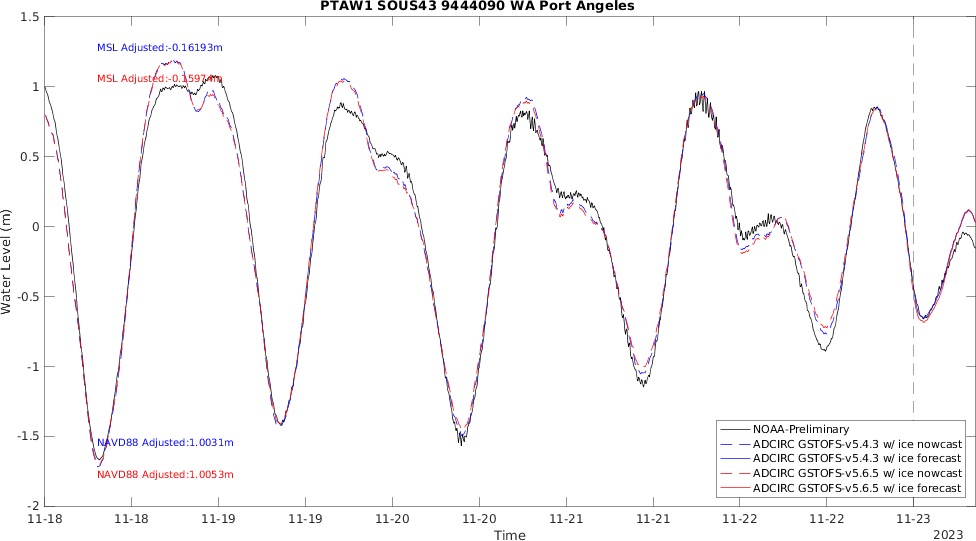 PTAW1 SOUS43 9444090 WA Port Angeles
1.5
1
0.5
0
-0.5
-1
-1.5
-2
Water Level (m)
MSL Adjusted:-0.16193m
MSL Adjusted:-0.1597m
NAVD88 Adjusted:1.0031m
NAVD88 Adjusted:1.0053m
NOAA-Preliminary
ADCIRC GSTOFS-v5.4.3 w/ ice nowcast
ADCIRC GSTOFS-v5.4.3 w/ ice forecast
ADCIRC GSTOFS-v5.6.5 w/ ice nowcast
ADCIRC GSTOFS-v5.6.5 w/ ice forecast
11-18 11-18 11-19 11-19 11-20 11-20 11-21 11-21 11-22 11-22 11-23
Time
2023